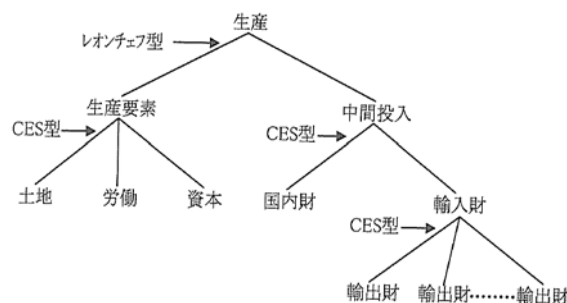 生産
レオンチェフ型
生産要素
中間投入
CES型
CES型
土地
労働
資本
国内財
輸入財
CES型
輸出財
輸出財
輸出財